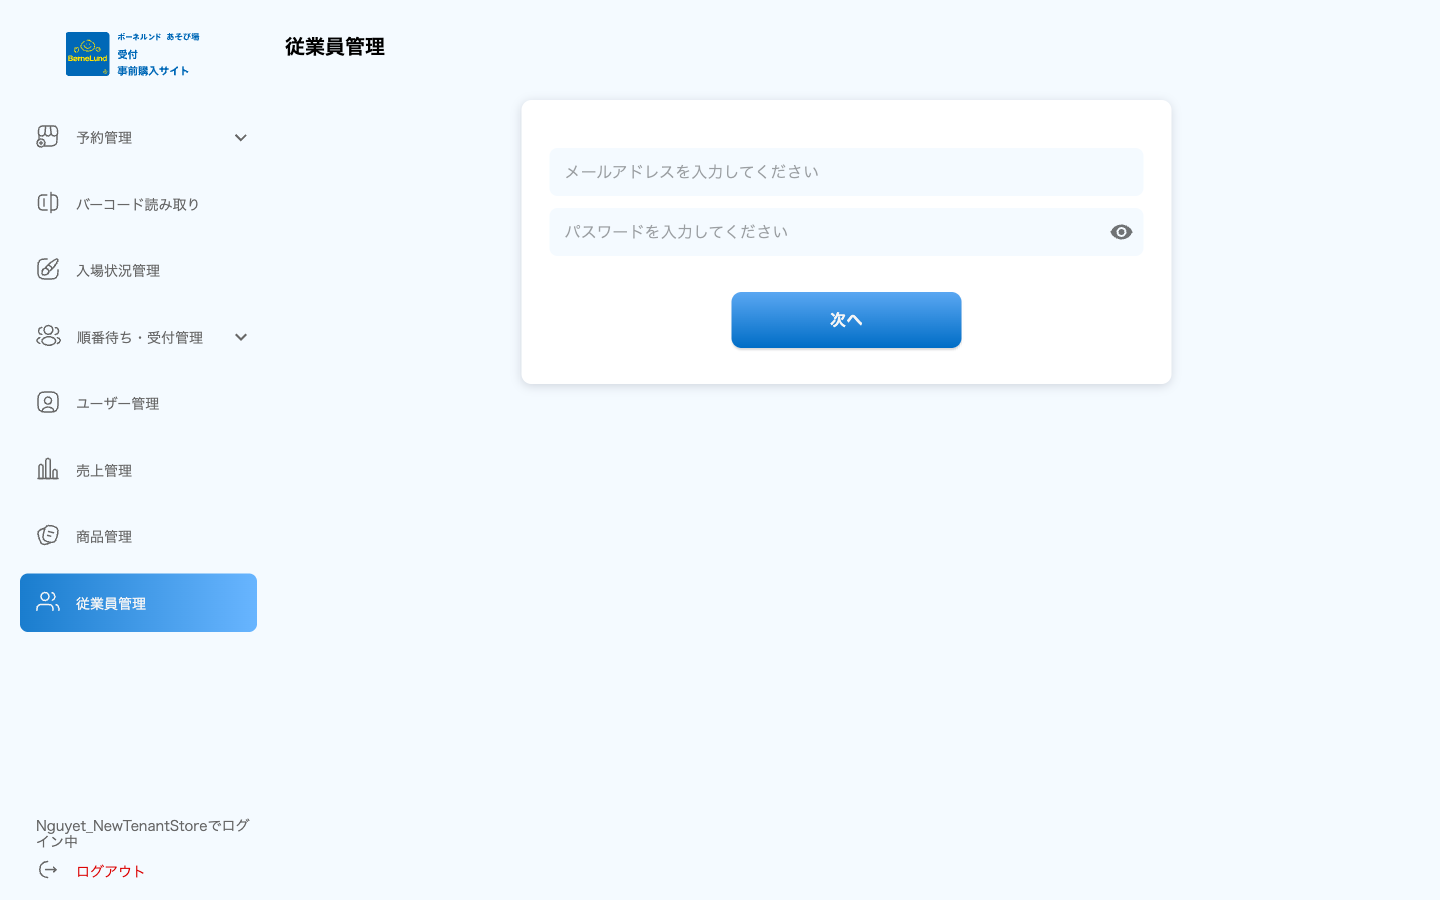 BørneLund
ボーネルンド あそび場
受付
事前購入サイト
従業員管理
予約管理
バーコード読み取り
入場状況管理
順番待ち・受付管理
ユーザー管理
売上管理
商品管理
従業員管理
メールアドレスを入力してください
パスワードを入力してください
次へ
Nguyet_NewTenantStoreでログ
イン中
ログアウト